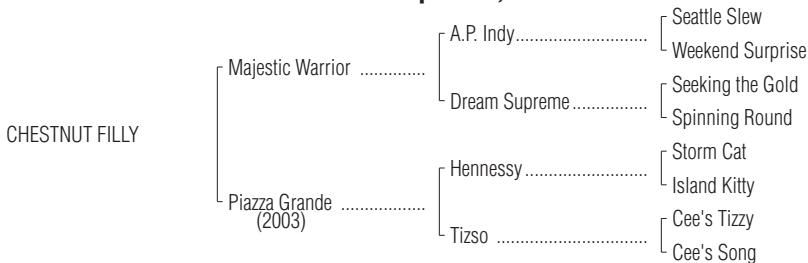 Seattle Slew
A.P. Indy
Weekend Surprise
Majestic Warrior
Seeking the Gold
Dream Supreme
Spinning Round
CHESTNUT FILLY
Storm Cat
Hennessy
Island Kitty
Piazza Grande
(2003)
Cee's Tizzy
Tizso
Cee's Song